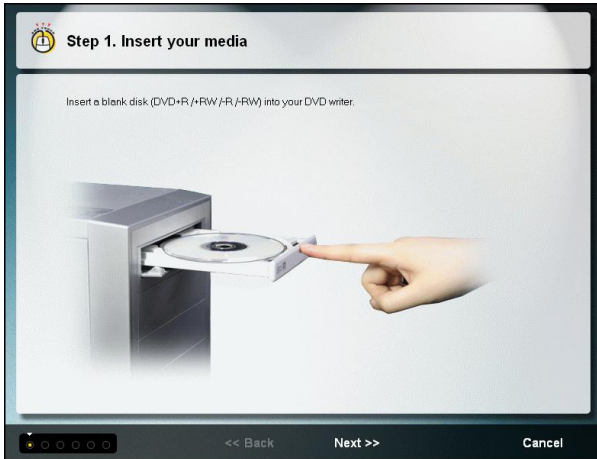 Step 1. Insert your media
Insert a blank disk (DVD+R /+RW /-R /-RW) into your DVD writer.
<< Back
Next >>
Cancel